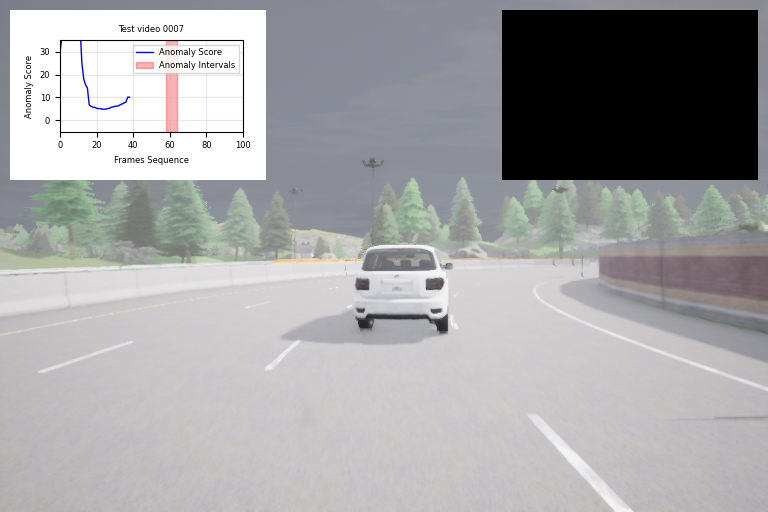 Test video 0007
Anomaly Score
Anomaly Intervals
Anomaly Score
30
20
10
0
0 20 40 60 80 100
Frames Sequence